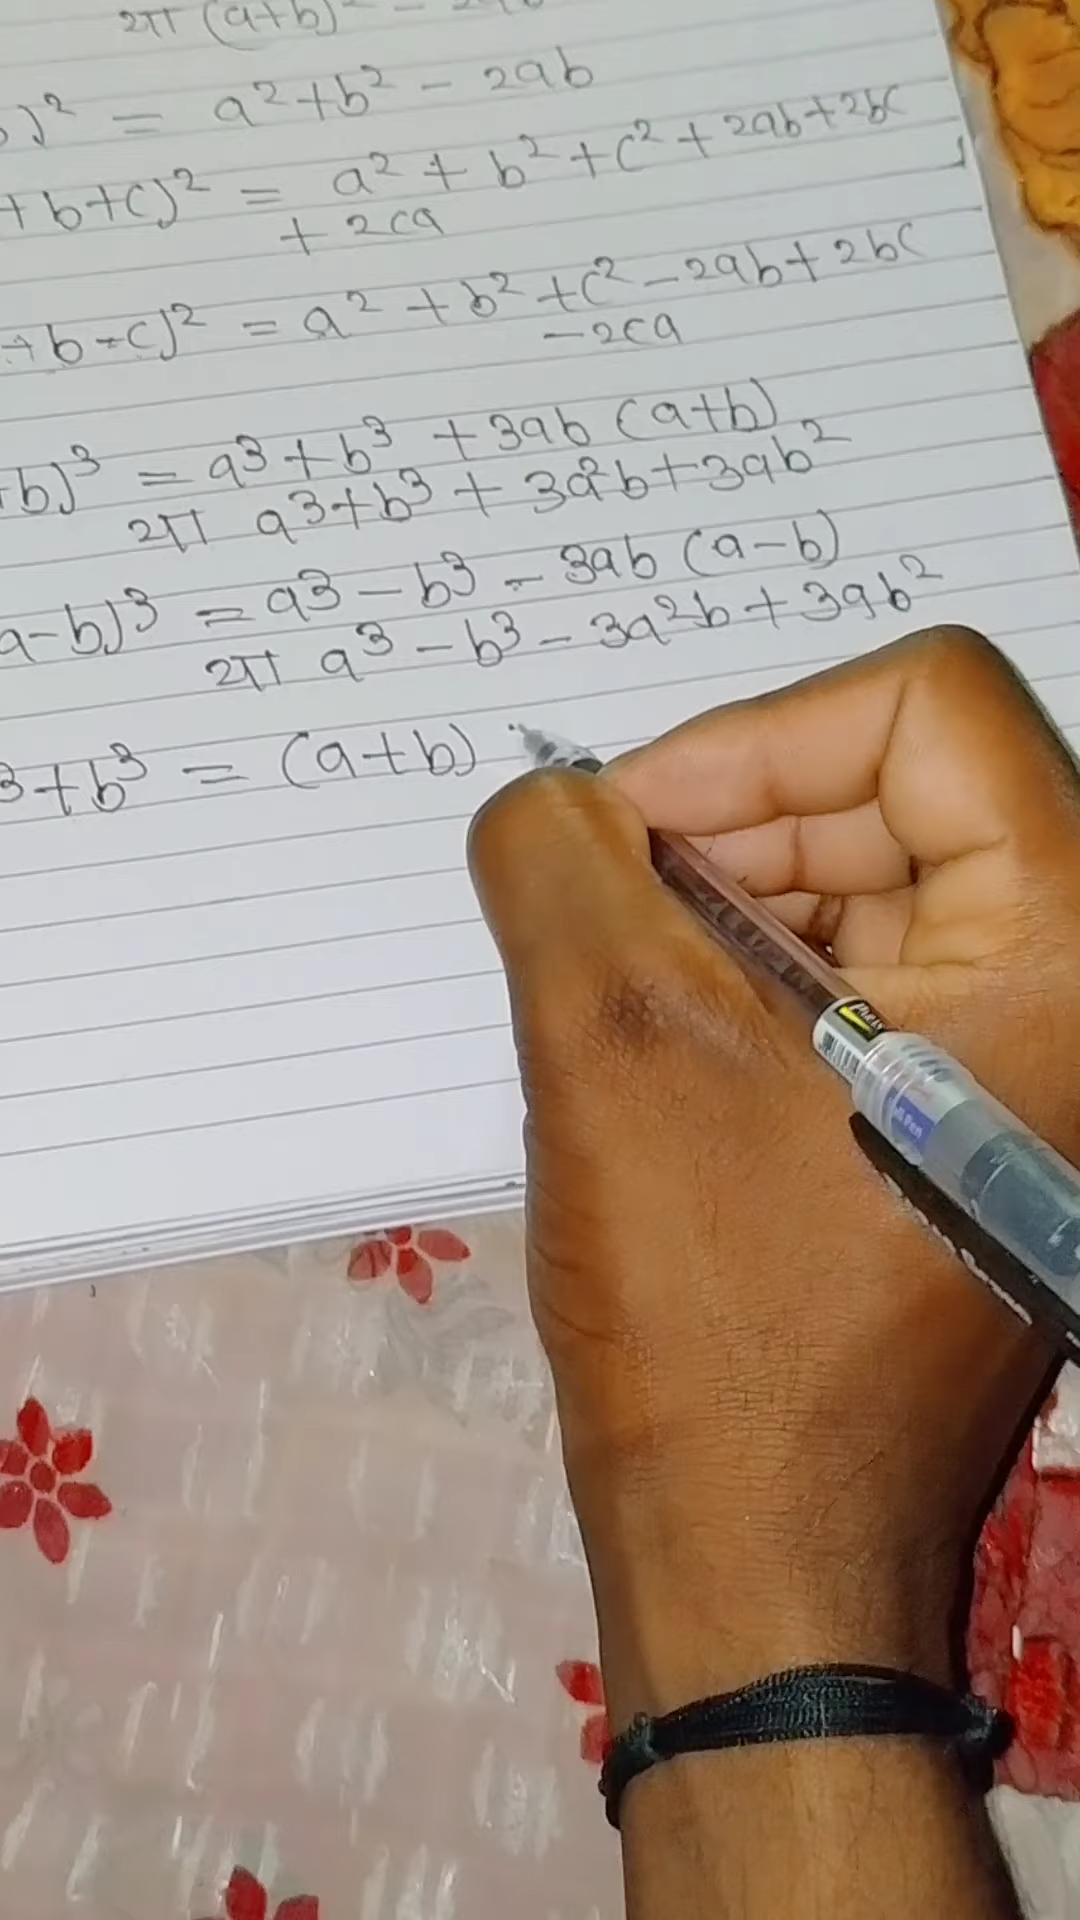 या (a+b)²
)² = a²+b² - 2ab
+b+c)² = a² + b² + c² + 2ab+2bc
+ 2ca
+b-c)² = a² + b² + c² - 2ab + 2bc
- 2ca
b)³ = a³+b³ + 3ab (a+b)
या a³+b³ + 3a²b+3ab²
a-b)³ = a³ - b³ - 3ab (a-b)
या a³ - b³ - 3a²b + 3ab²
3+b³ = (a+b)